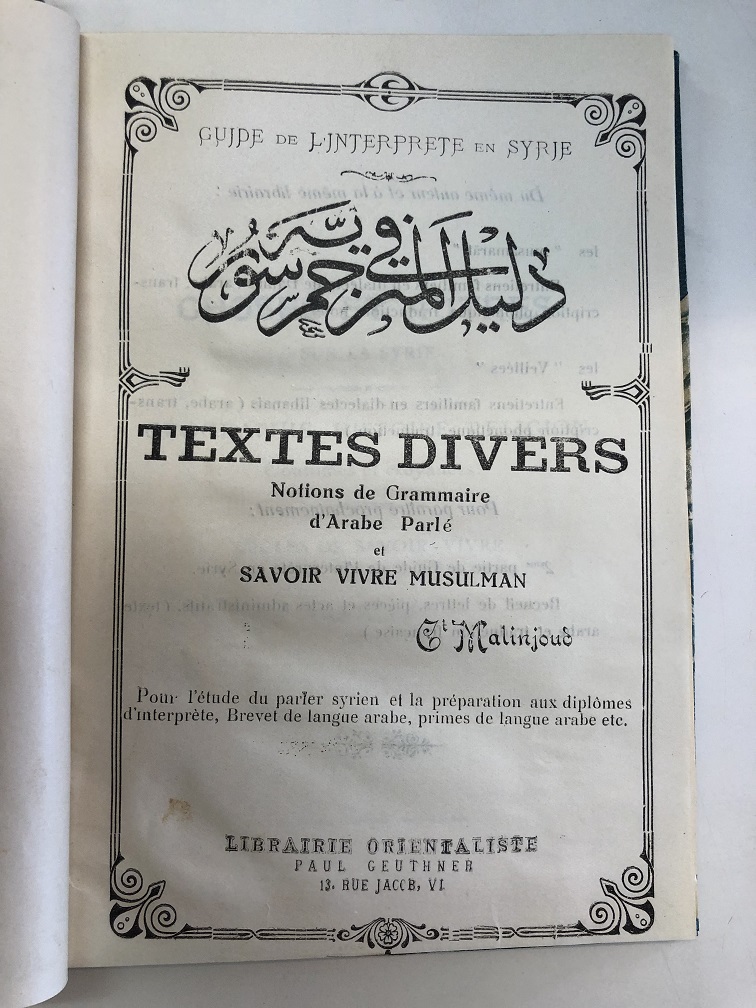 GUIDE DE L'INTERPRETE EN SYRIE
دليل المترجم في سورية
TEXTES DIVERS
Notions de Grammaire
d'Arabe Parlé
et
SAVOIR VIVRE MUSULMAN
Ct Malinjoud
Pour l'étude du parler syrien et la préparation aux diplômes
d'interprète, Brevet de langue arabe, primes de langue arabe etc.
LIBRAIRIE ORIENTALISTE
PAUL GEUTHNER
13. RUE JACOB, VI